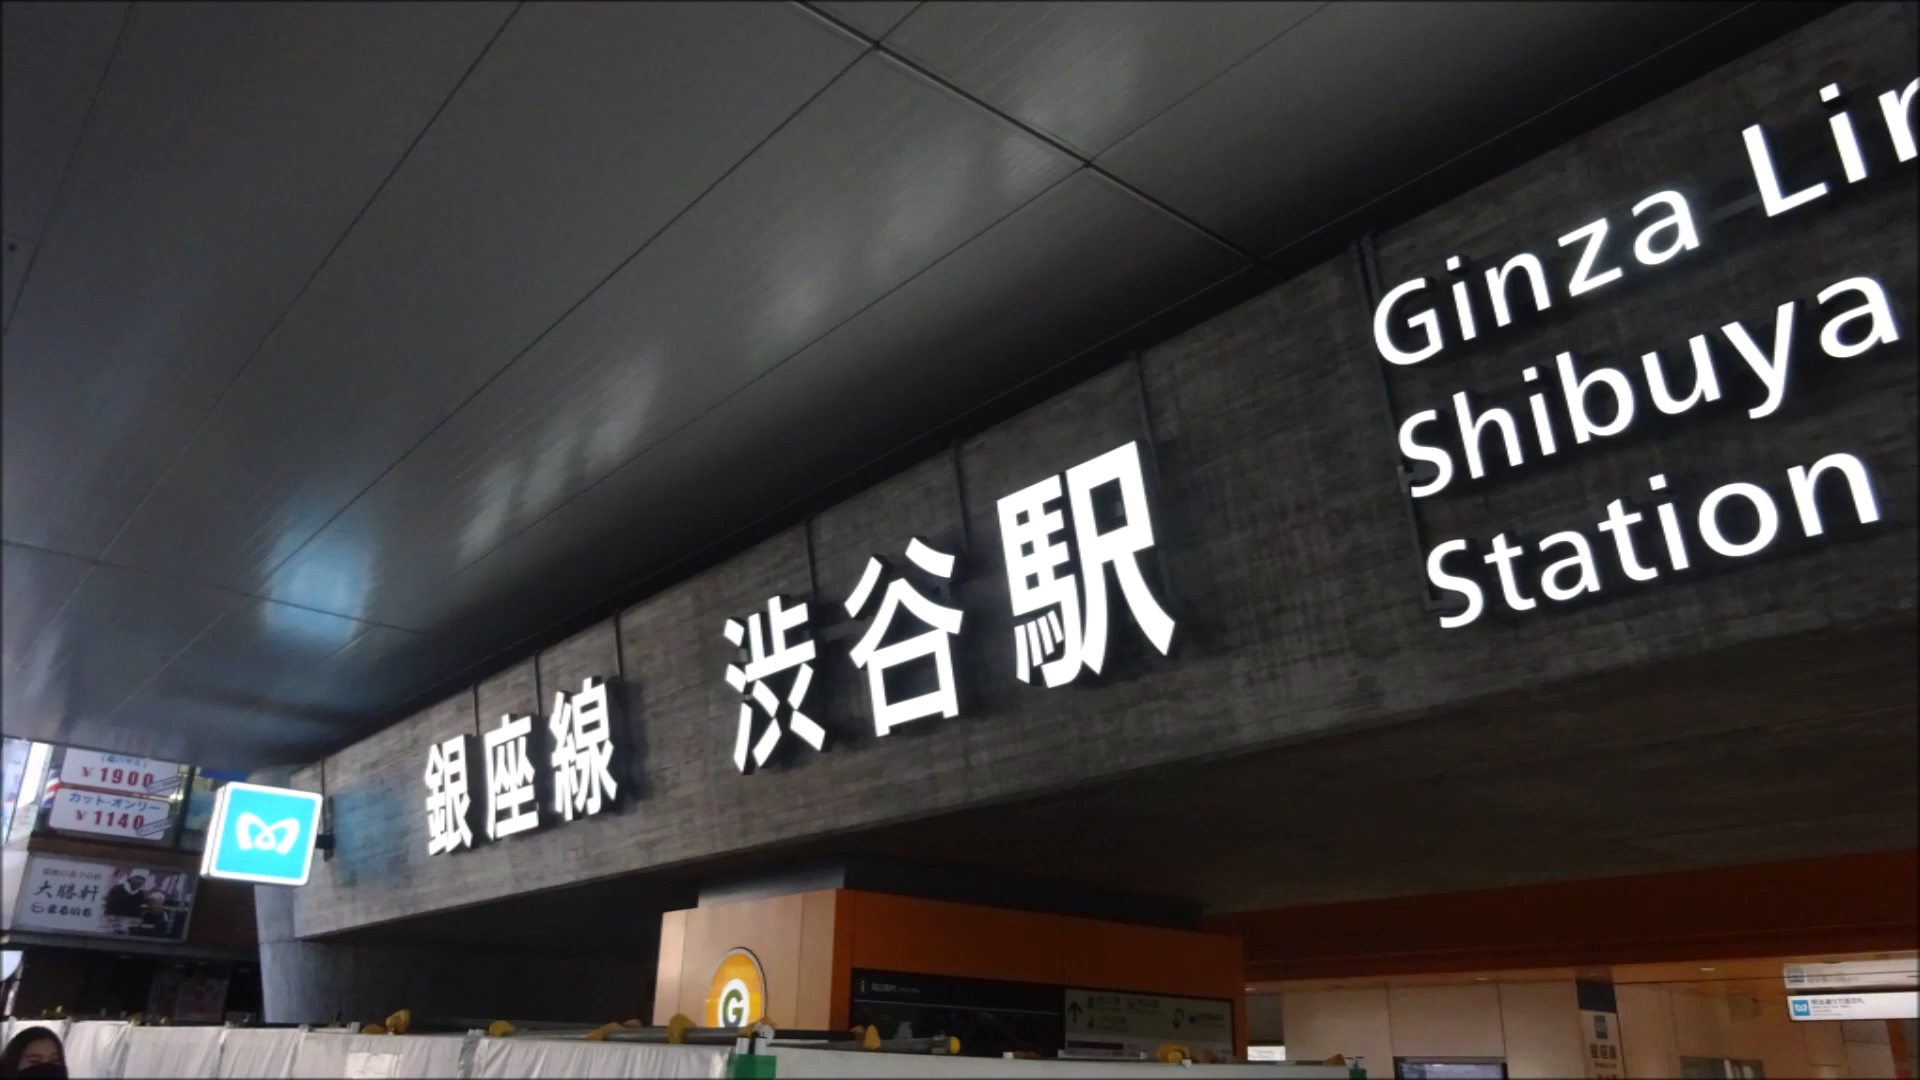 銀座線 渋谷駅
Ginza Lin
Shibuya
Station
¥1900
カット・オンリー
¥1140
大勝軒
G